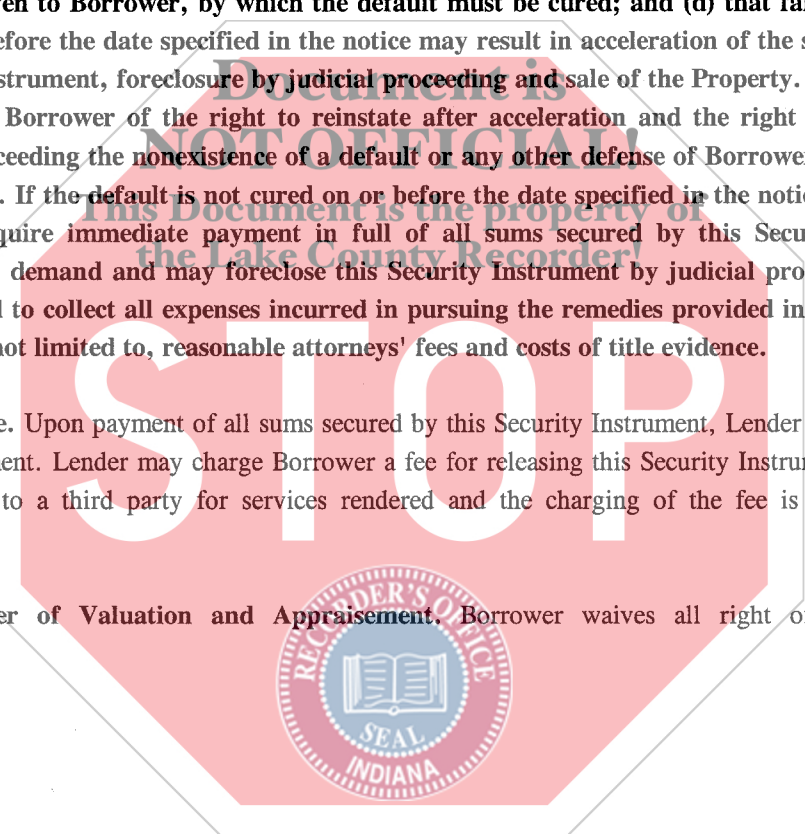 en to Borrower, by which the default must be cured; and (d) that fai
efore the date specified in the notice may result in acceleration of the s
strument, foreclosure by judicial proceeding and sale of the Property.
Borrower of the right to reinstate after acceleration and the right
ceeding the nonexistence of a default or any other defense of Borrower
. If the default is not cured on or before the date specified in the notic
quire immediate payment in full of all sums secured by this Secu
demand and may foreclose this Security Instrument by judicial pro
l to collect all expenses incurred in pursuing the remedies provided in
not limited to, reasonable attorneys' fees and costs of title evidence.
e. Upon payment of all sums secured by this Security Instrument, Lender
nent. Lender may charge Borrower a fee for releasing this Security Instru
to a third party for services rendered and the charging of the fee is
er of Valuation and Appraisement. Borrower waives all right o
Document is
NOT OFFICIAL!
This Document is the property of
the Lake County Recorder!
STOP
RECORDER'S OFFICE
SEAL
INDIANA